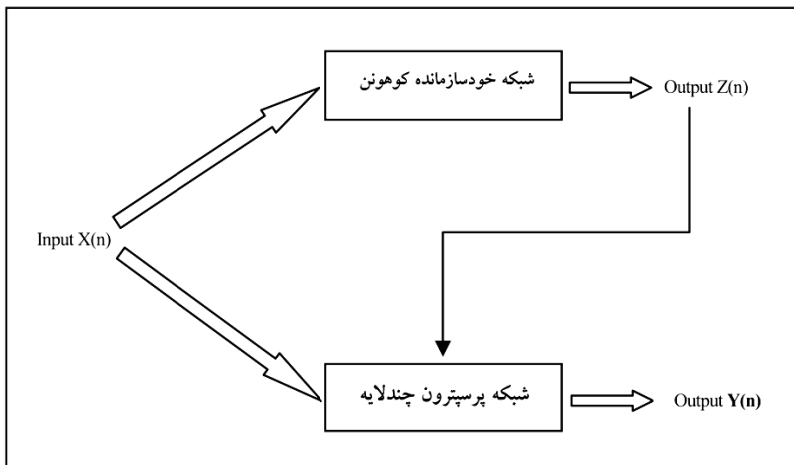 شبکه خودسازمانده کوهونن
Output Z(n)
Input X(n)
شبکه پرسپترون چندلایه
Output Y(n)